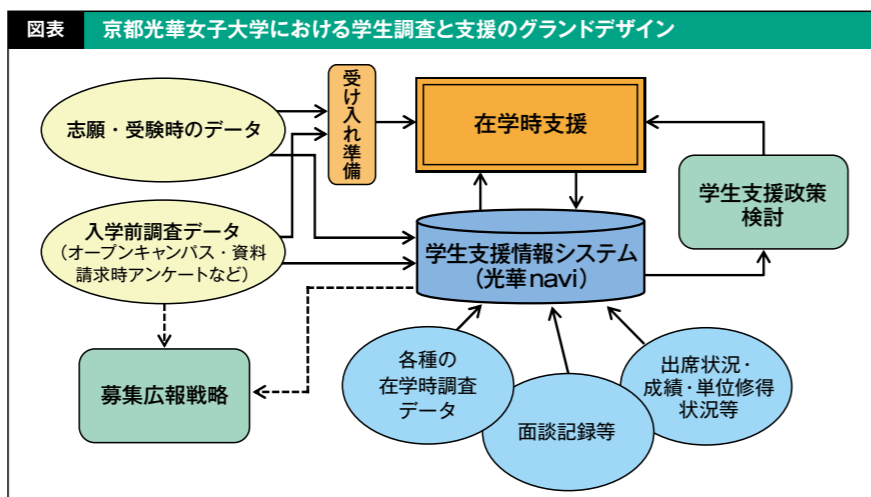 図表 京都光華女子大学における学生調査と支援のグランドデザイン
志願・受験時のデータ
受け入れ準備
在学時支援
学生支援政策
検討
入学前調査データ
(オープンキャンパス・資料
請求時アンケートなど)
学生支援情報システム
(光華navi)
募集広報戦略
各種の
在学時調査
データ
面談記録等
出席状況・
成績・単位修得
状況等